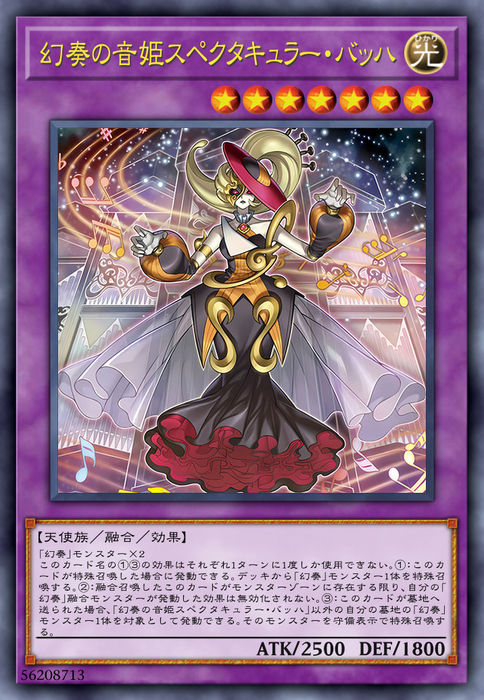 幻奏の音姫スペクタキュラー・バッハ
ひかり
光
【天使族/融合/効果】
「幻奏」モンスター×2
このカード名の①③の効果はそれぞれ1ターンに1度しか使用できない。①:このカ
ードが特殊召喚した場合に発動できる。デッキから「幻奏」モンスター1体を特殊召
喚する。②:融合召喚したこのカードがモンスターゾーンに存在する限り、自分の「
幻奏」融合モンスターが発動した効果は無効化されない。③:このカードが墓地へ
送られた場合、「幻奏の音姫スペクタキュラー・バッハ」以外の自分の墓地の「幻奏」
モンスター1体を対象として発動できる。そのモンスターを守備表示で特殊召喚す
る。
ATK/2500 DEF/1800
56208713